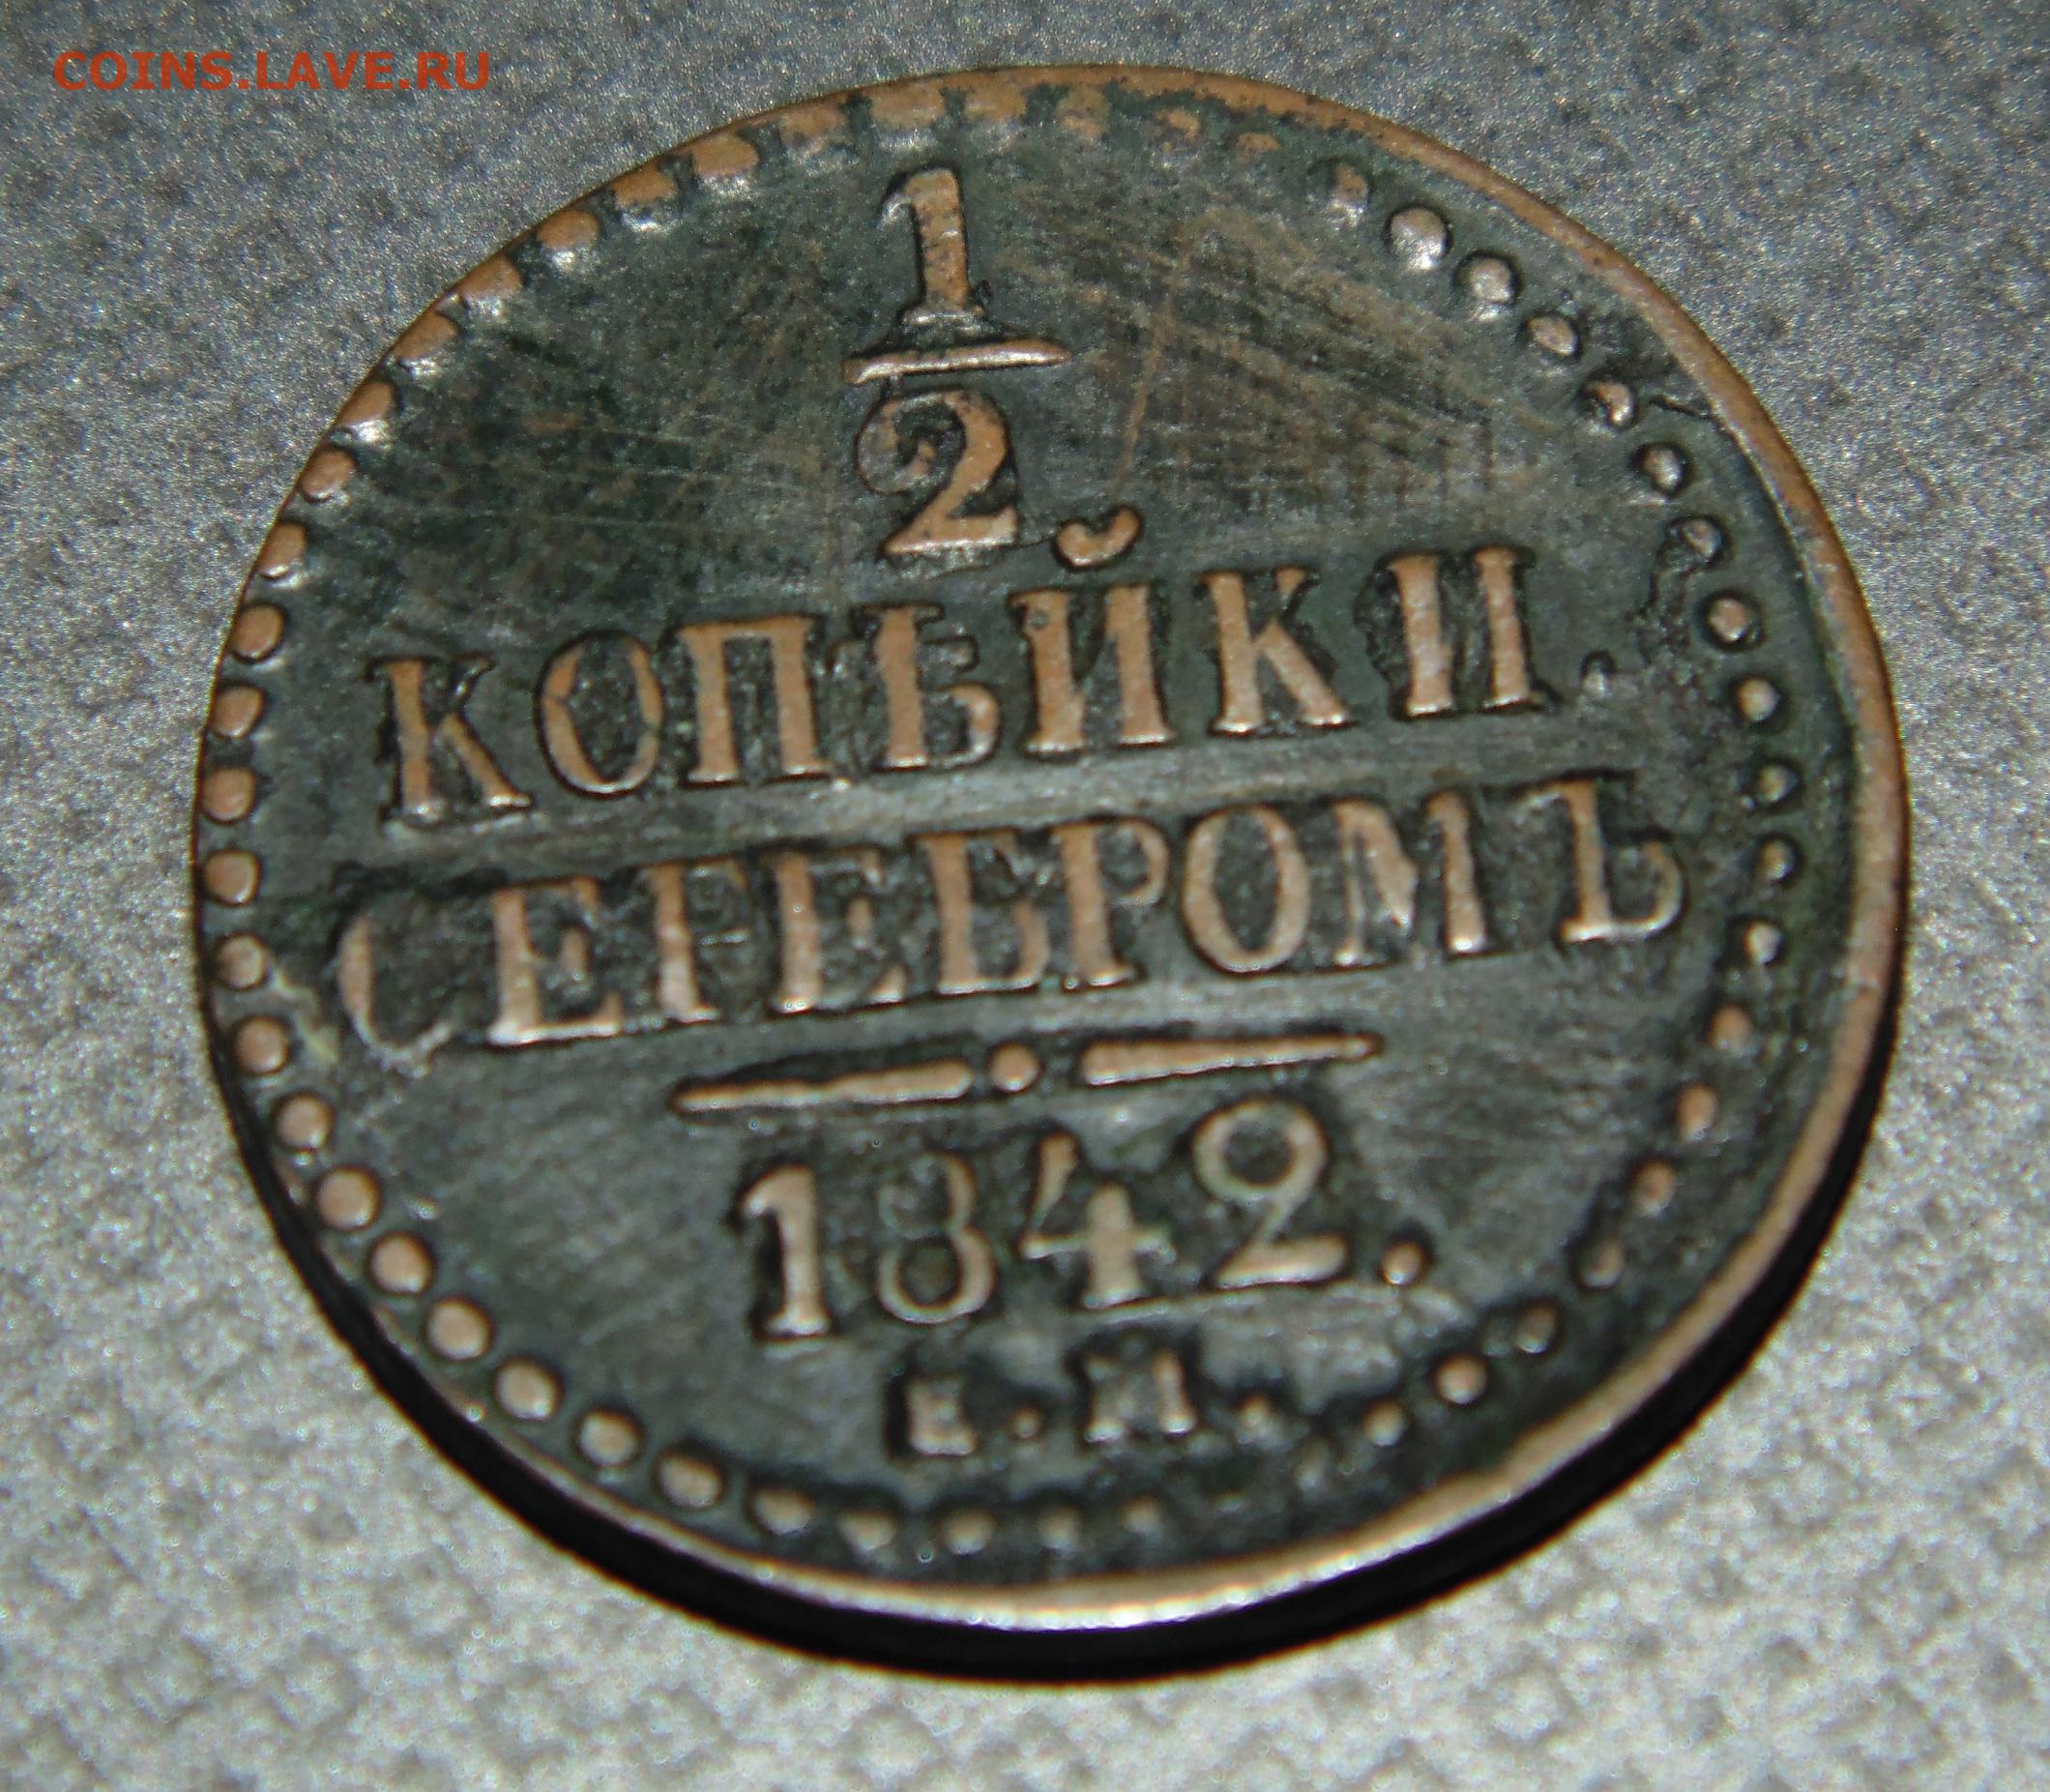 COINS.LAVE.RU
1
2
КОПѢЙКИ.
СЕРЕБРОМЪ
1842.
Е.М.